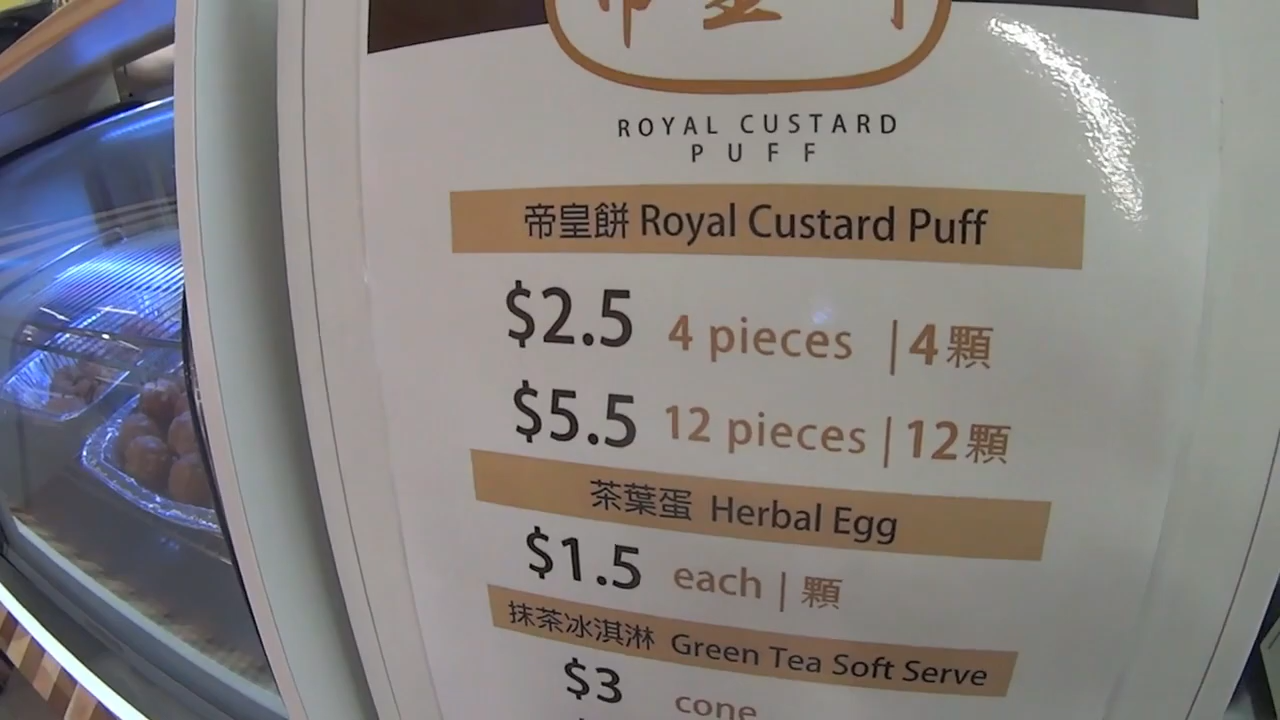 ROYAL CUSTARD
PUFF
帝皇餅 Royal Custard Puff
$2.5 4 pieces | 4顆
$5.5 12 pieces | 12顆
茶葉蛋 Herbal Egg
$1.5 each | 顆
抹茶冰淇淋 Green Tea Soft Serve
$3 cone